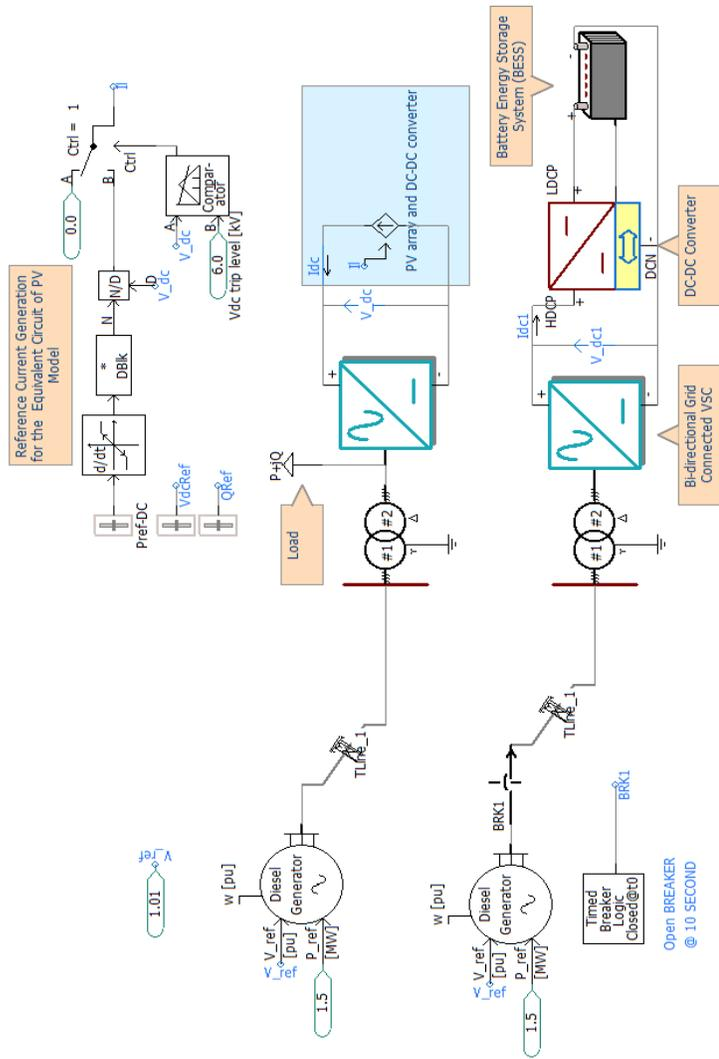 1.01
V_ref
w [pu]
Diesel
Generator
V_ref
[pu]
V_ref
P_ref
[MW]
1.5
TLine_1
Load
P+jQ
#1
#2
Reference Current Generation
for the Equivalent Circuit of PV
Model
Pref-DC
VdcRef
QRef
d/dt
*
DBlk
N
N/D
D
V_dc
0.0
A
B
Ctrl = 1
Ctrl
Il
A
V_dc
B
6.0
Compar-
ator
Vdc trip level [kV]
+
-
V_dc
Idc
Il
PV array and DC-DC converter
w [pu]
Diesel
Generator
V_ref
[pu]
V_ref
P_ref
[MW]
1.5
BRK1
Timed
Breaker
Logic
Closed@t0
BRK1
Open BREAKER
@ 10 SECOND
TLine_1
#1
#2
+
-
Bi-directional Grid
Connected VSC
V_dc1
Idc1
HDCP
+
LDCP
+
DCN
-
DC-DC Converter
Battery Energy Storage
System (BESS)
+
-